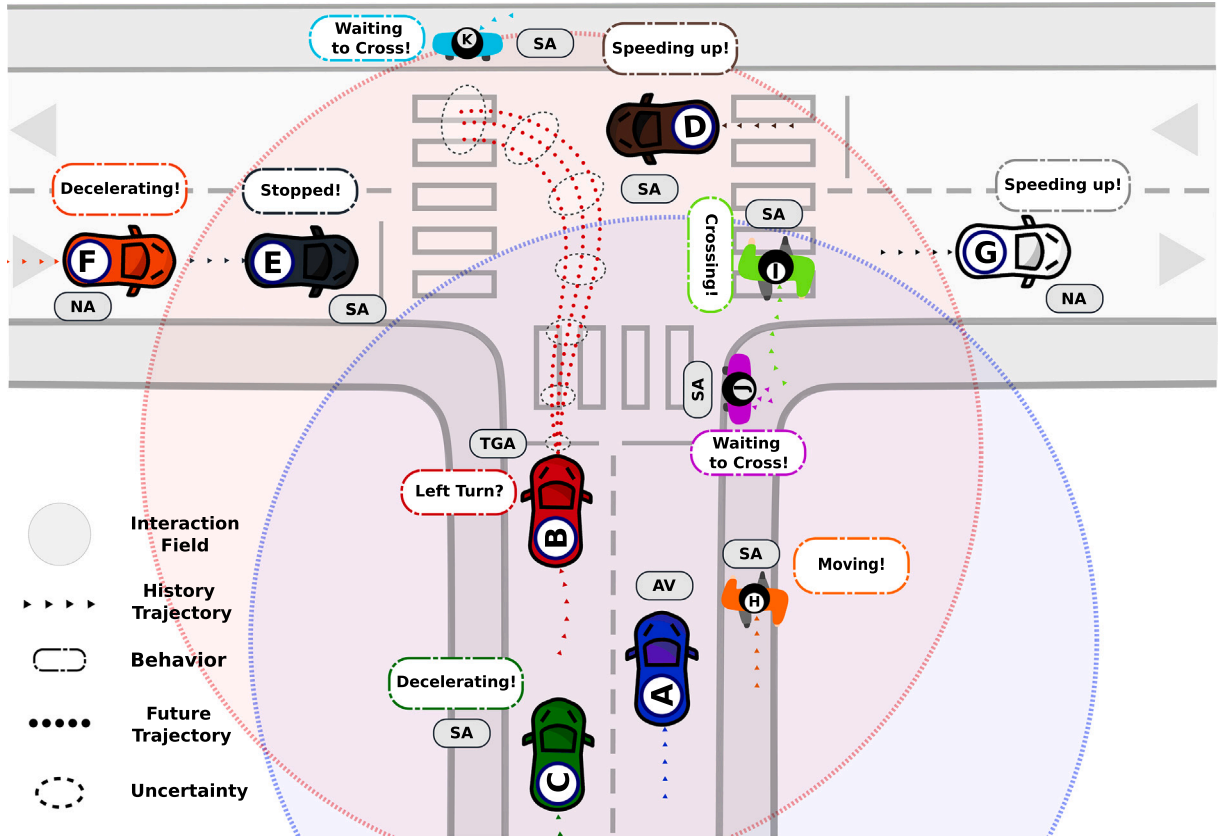 Waiting
to Cross!
K
SA
Speeding up!
D
SA
Decelerating!
F
NA
Stopped!
E
SA
Crossing!
SA
I
Speeding up!
G
NA
SA
J
Waiting
to Cross!
TGA
Left Turn?
B
SA
H
Moving!
AV
A
Decelerating!
SA
C
Interaction
Field
History
Trajectory
Behavior
Future
Trajectory
Uncertainty